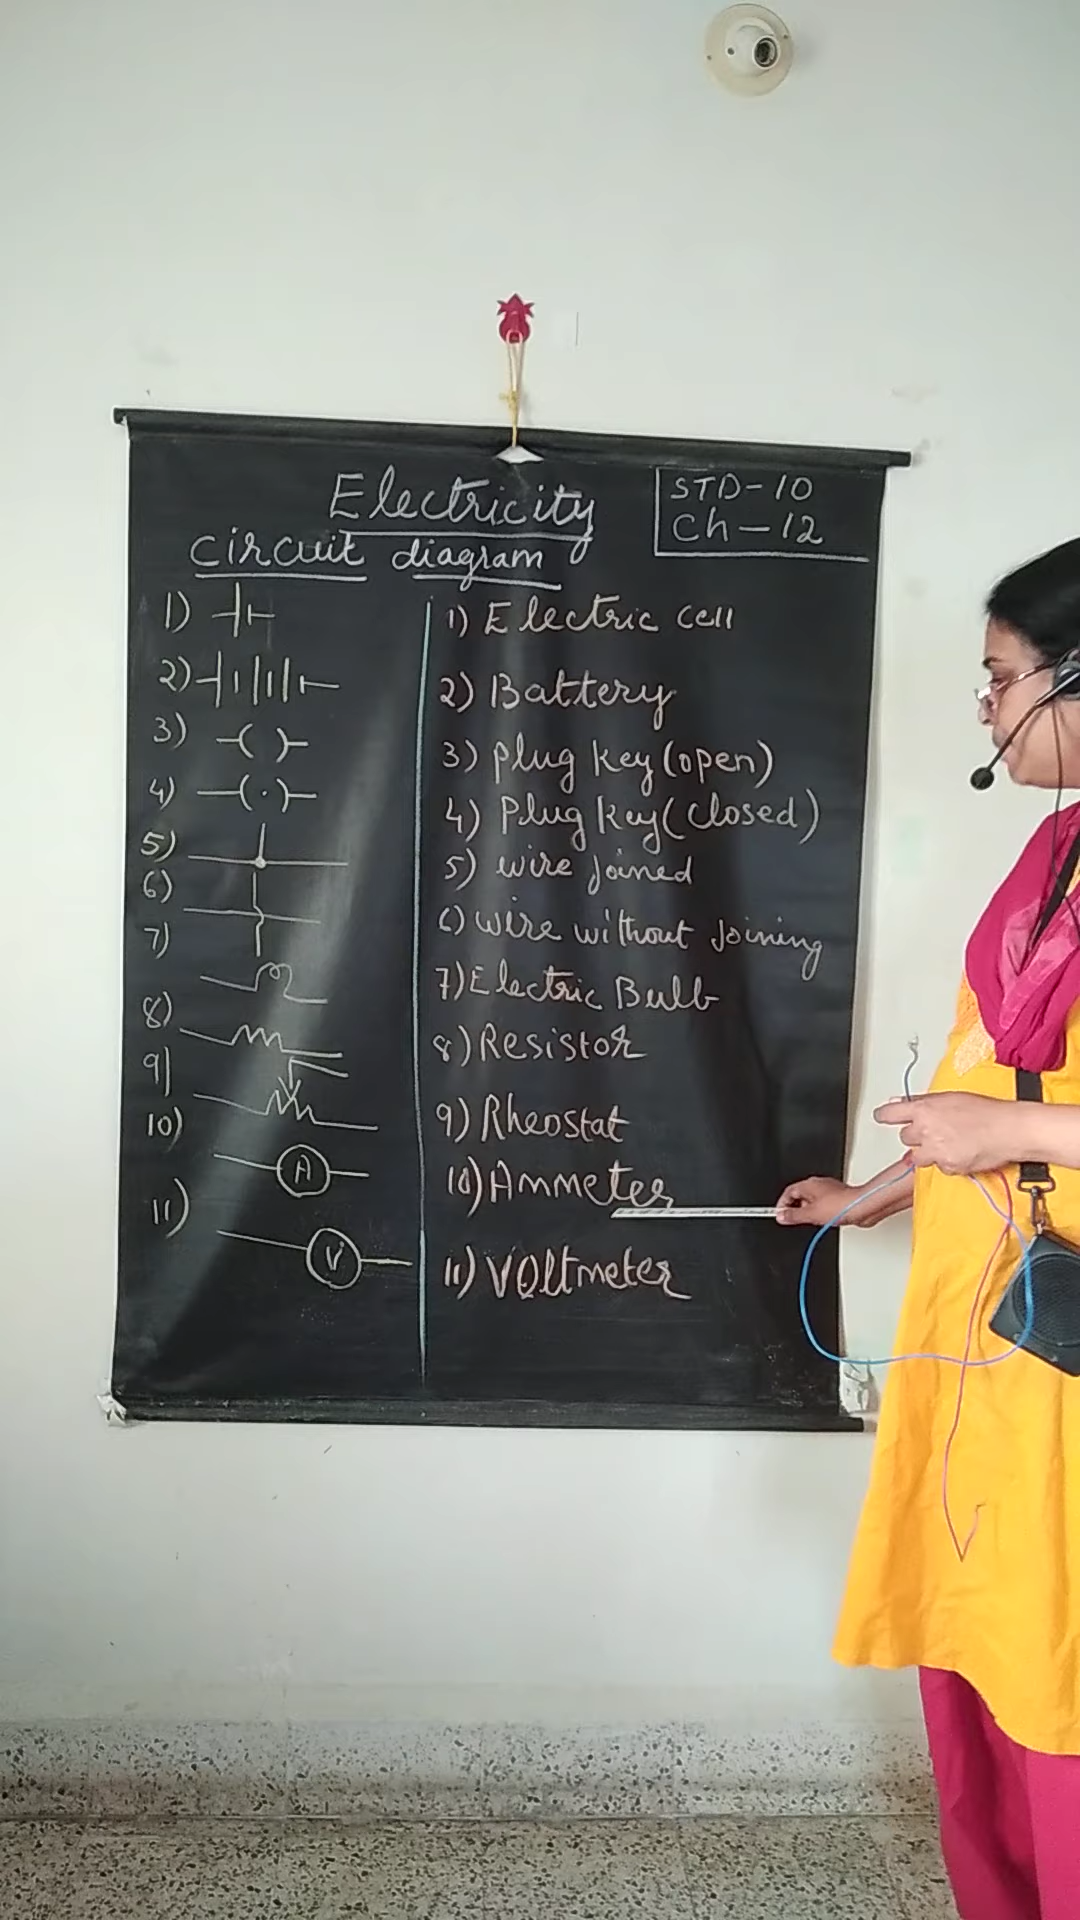 Electricity
STD-10
Ch-12
circuit diagram
1)
2)
3)
4)
5)
6)
7)
8)
9)
10)
A
11)
V
1) Electric cell
2) Battery
3) Plug key (open)
4) Plug key (closed)
5) wire joined
6) wire without joining
7) Electric Bulb
8) Resistor
9) Rheostat
10) Ammeter
11) Voltmeter